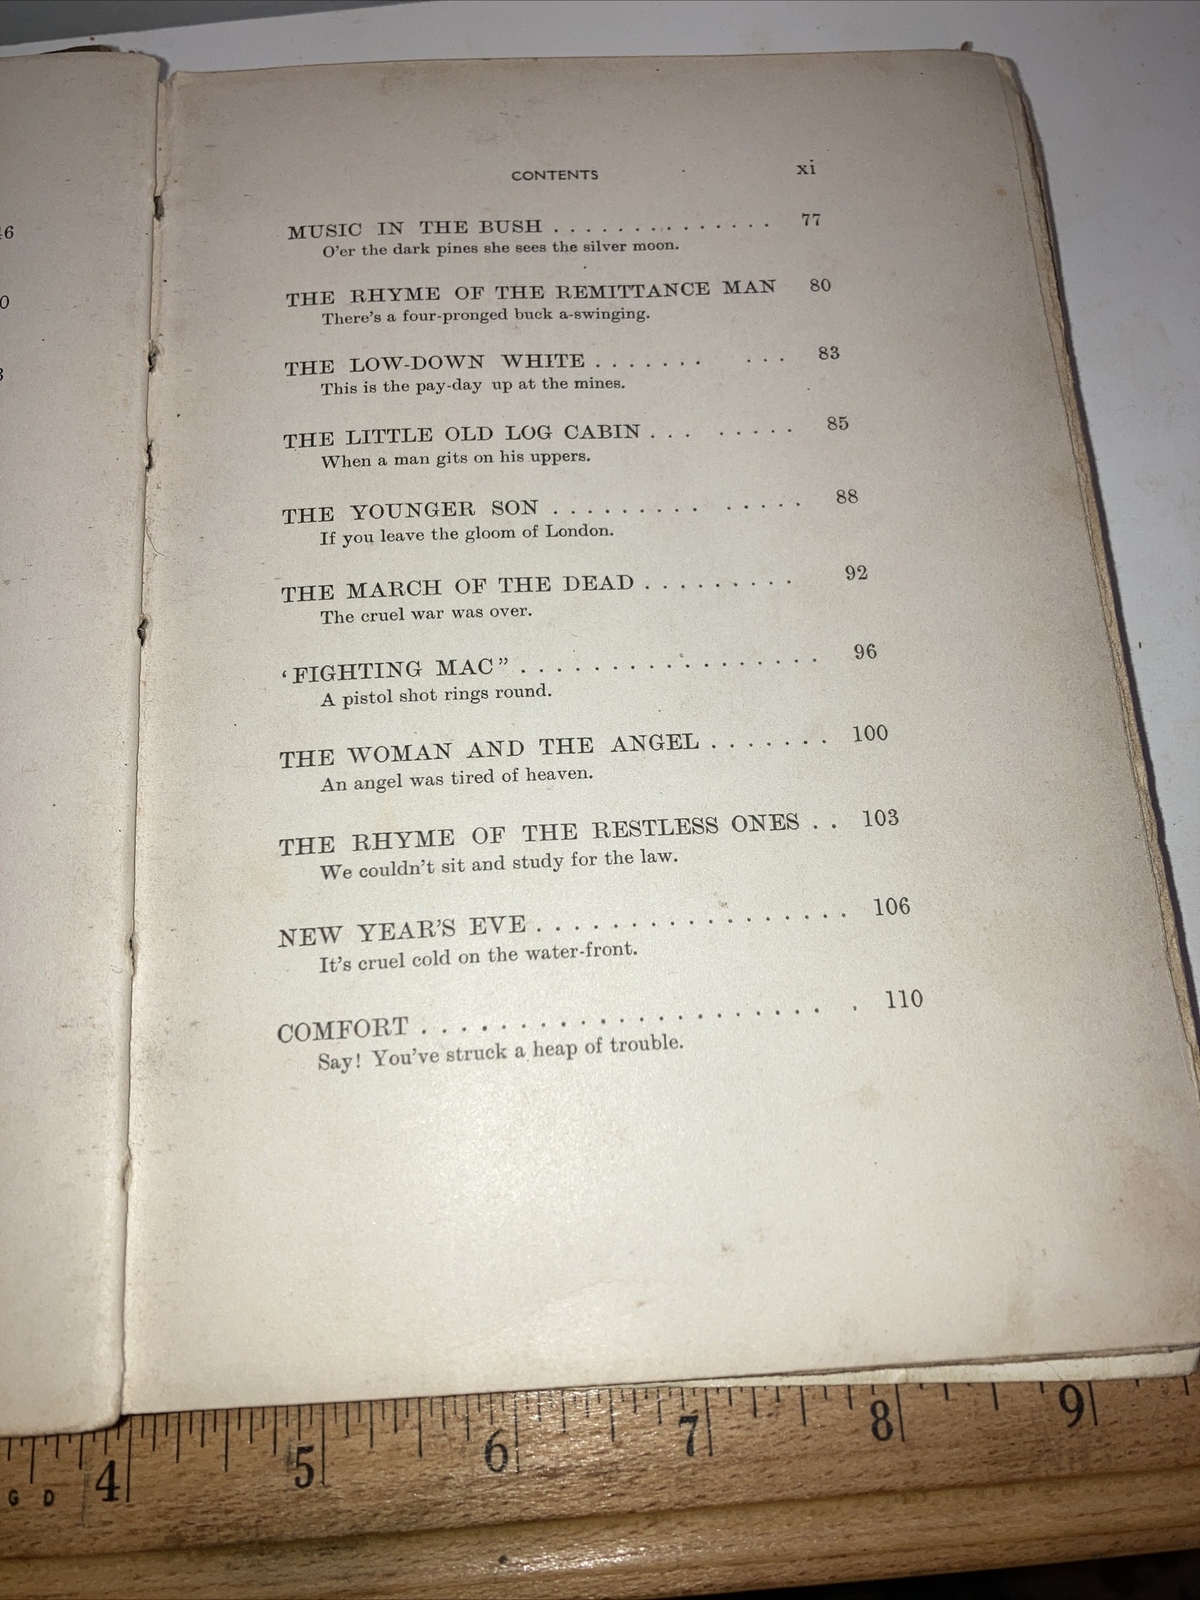 46
0
3
CONTENTS xi
MUSIC IN THE BUSH . . . . . . . . . . . . . . 77
O'er the dark pines she sees the silver moon.
THE RHYME OF THE REMITTANCE MAN 80
There's a four-pronged buck a-swinging.
THE LOW-DOWN WHITE . . . . . . . . . . 83
This is the pay-day up at the mines.
THE LITTLE OLD LOG CABIN . . . . . . . . 85
When a man gits on his uppers.
THE YOUNGER SON . . . . . . . . . . . . . . 88
If you leave the gloom of London.
THE MARCH OF THE DEAD . . . . . . . . . 92
The cruel war was over.
‘FIGHTING MAC” . . . . . . . . . . . . . . . . . 96
A pistol shot rings round.
THE WOMAN AND THE ANGEL . . . . . . . 100
An angel was tired of heaven.
THE RHYME OF THE RESTLESS ONES . . 103
We couldn't sit and study for the law.
NEW YEAR'S EVE . . . . . . . . . . . . . . . . . 106
It's cruel cold on the water-front.
COMFORT . . . . . . . . . . . . . . . . . . . . 110
Say! You've struck a heap of trouble.
4 5 6 7 8 9
G D